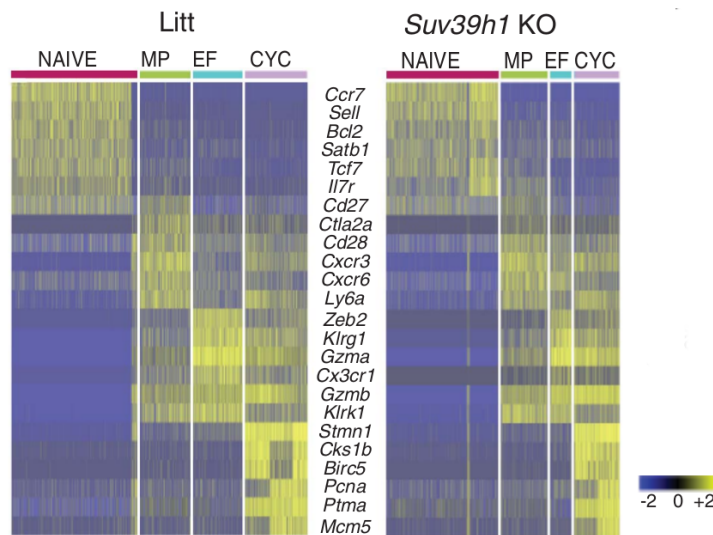 Litt Suv39h1 KO
NAIVE MP EF CYC NAIVE MP EF CYC
Ccr7
Sell
Bcl2
Satb1
Tcf7
Il7r
Cd27
Ctla2a
Cd28
Cxcr3
Cxcr6
Ly6a
Zeb2
Klrg1
Gzma
Cx3cr1
Gzmb
Klrk1
Stmn1
Cks1b
Birc5
Pcna
Ptma
Mcm5
-2 0 +2